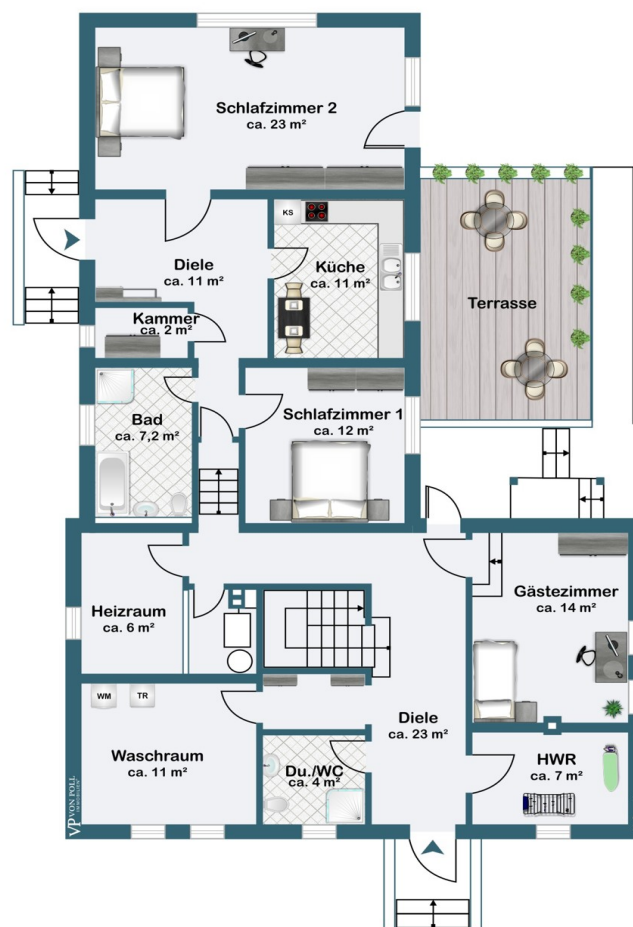 Schlafzimmer 2
ca. 23 m²
KS
Diele
ca. 11 m²
Küche
ca. 11 m²
Terrasse
Kammer
ca. 2 m²
Bad
ca. 7,2 m²
Schlafzimmer 1
ca. 12 m²
Heizraum
ca. 6 m²
Gästezimmer
ca. 14 m²
WM
TR
Waschraum
ca. 11 m²
Diele
ca. 23 m²
Du./WC
ca. 4 m²
HWR
ca. 7 m²
VP VON POLL
IMMOBILIEN